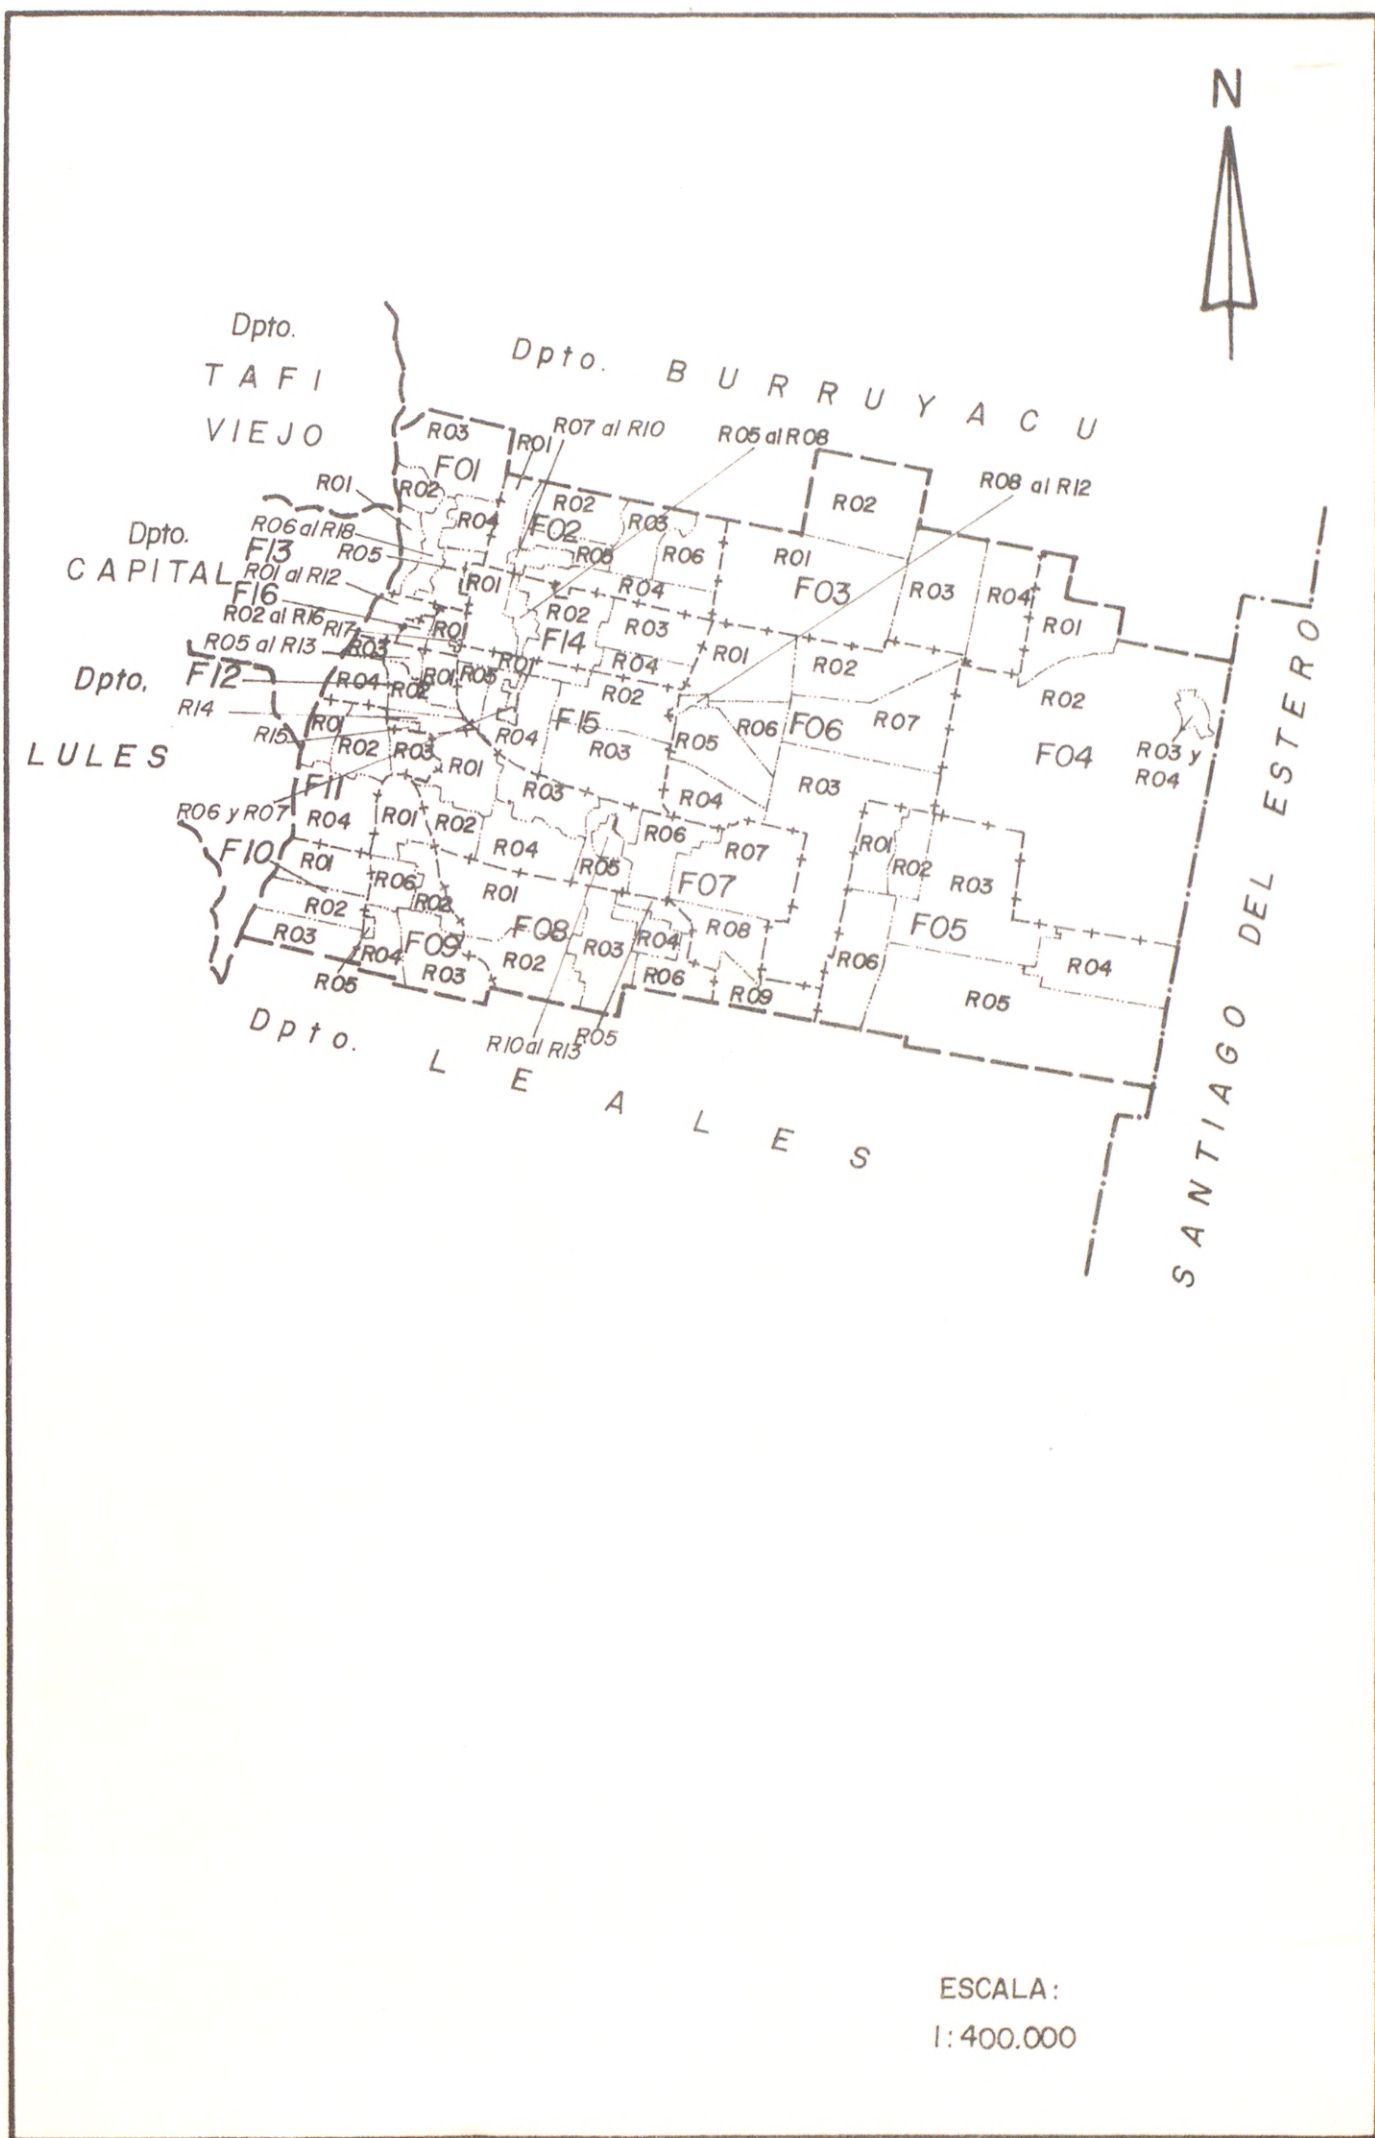 N
Dpto.
TAFI
VIEJO
Dpto. BURRUYACU
R03
R01
R07 al R10
R05 al R08
F01
R01
R02
R08 al R12
R02
R02
R04
F02
R03
R06 al R18
Dpto.
F13
R05
R05
R06
R01
CAPITAL
R01 al R12
R01
R04
F03
R03
R04
F16
R02
R03
R01
R02 al R16
R17
R01
F14
R05 al R13
R03
R01
R04
R01
R02
Dpto.
F12
R04
R02
R01
R05
R02
R02
R14
R01
F15
R06
F06
R07
R03 y
R04
R15
R02
R03
R04
R03
R05
F04
LULES
R01
F11
R03
R04
R03
R06 y R07
R04
R01
R02
R06
R07
R01
R02
F10
R01
R04
R05
R03
R06
R02
R01
F07
R02
F08
R08
F05
R03
F09
R03
R04
R04
R02
R06
R04
R03
R06
R05
R09
R05
Dpto. LEALES
R10 al R13
R05
SANTIAGO DEL ESTERO
ESCALA:
1:400.000